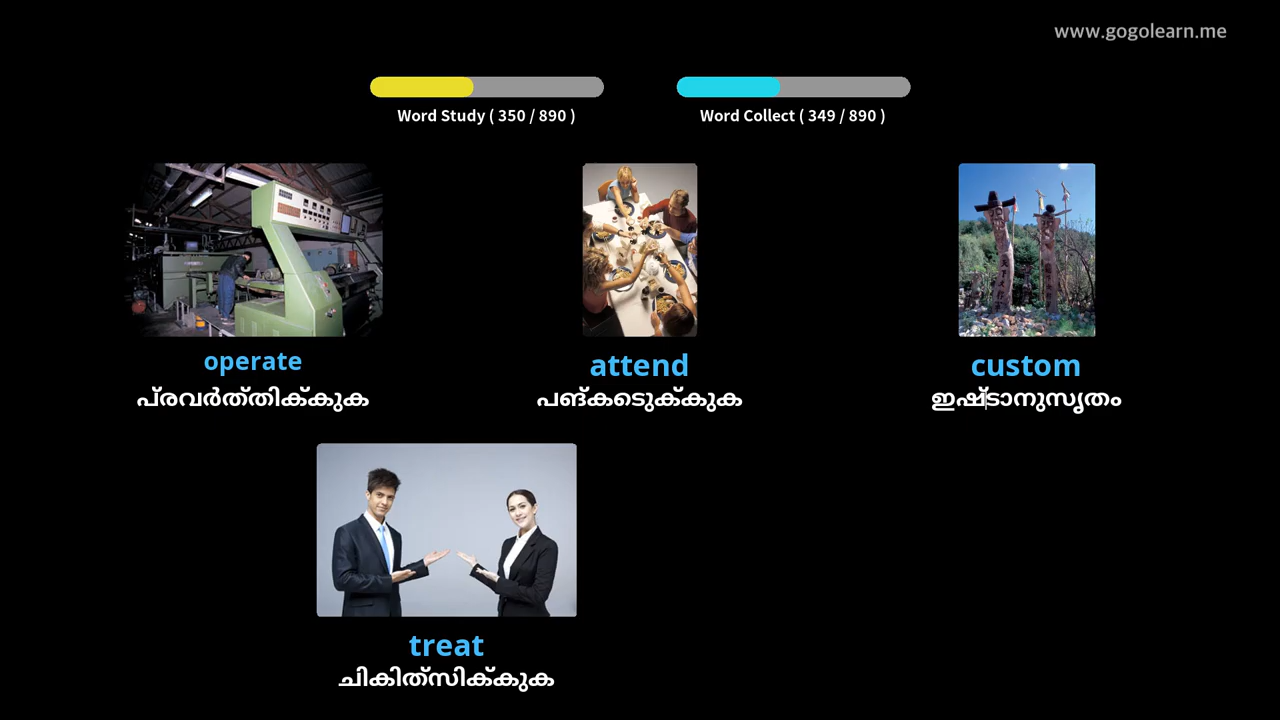 www.gogolearn.me
Word Study ( 350 / 890 )
Word Collect ( 349 / 890 )
operate
പ്രവർത്തിക്കുക
attend
പങ്കെടുക്കുക
custom
ഇഷ്ടാനുസൃതം
treat
ചികിത്സിക്കുക